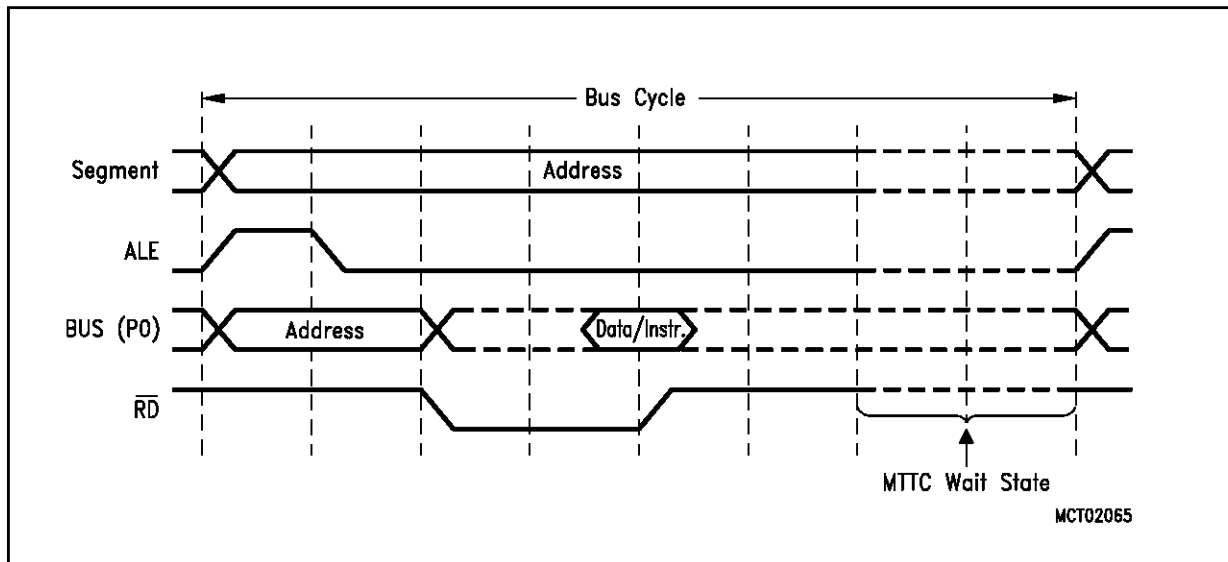 Bus Cycle
Segment
Address
ALE
BUS (P0)
Address
Data/Instr.
RD
MTTC Wait State
MCT02065